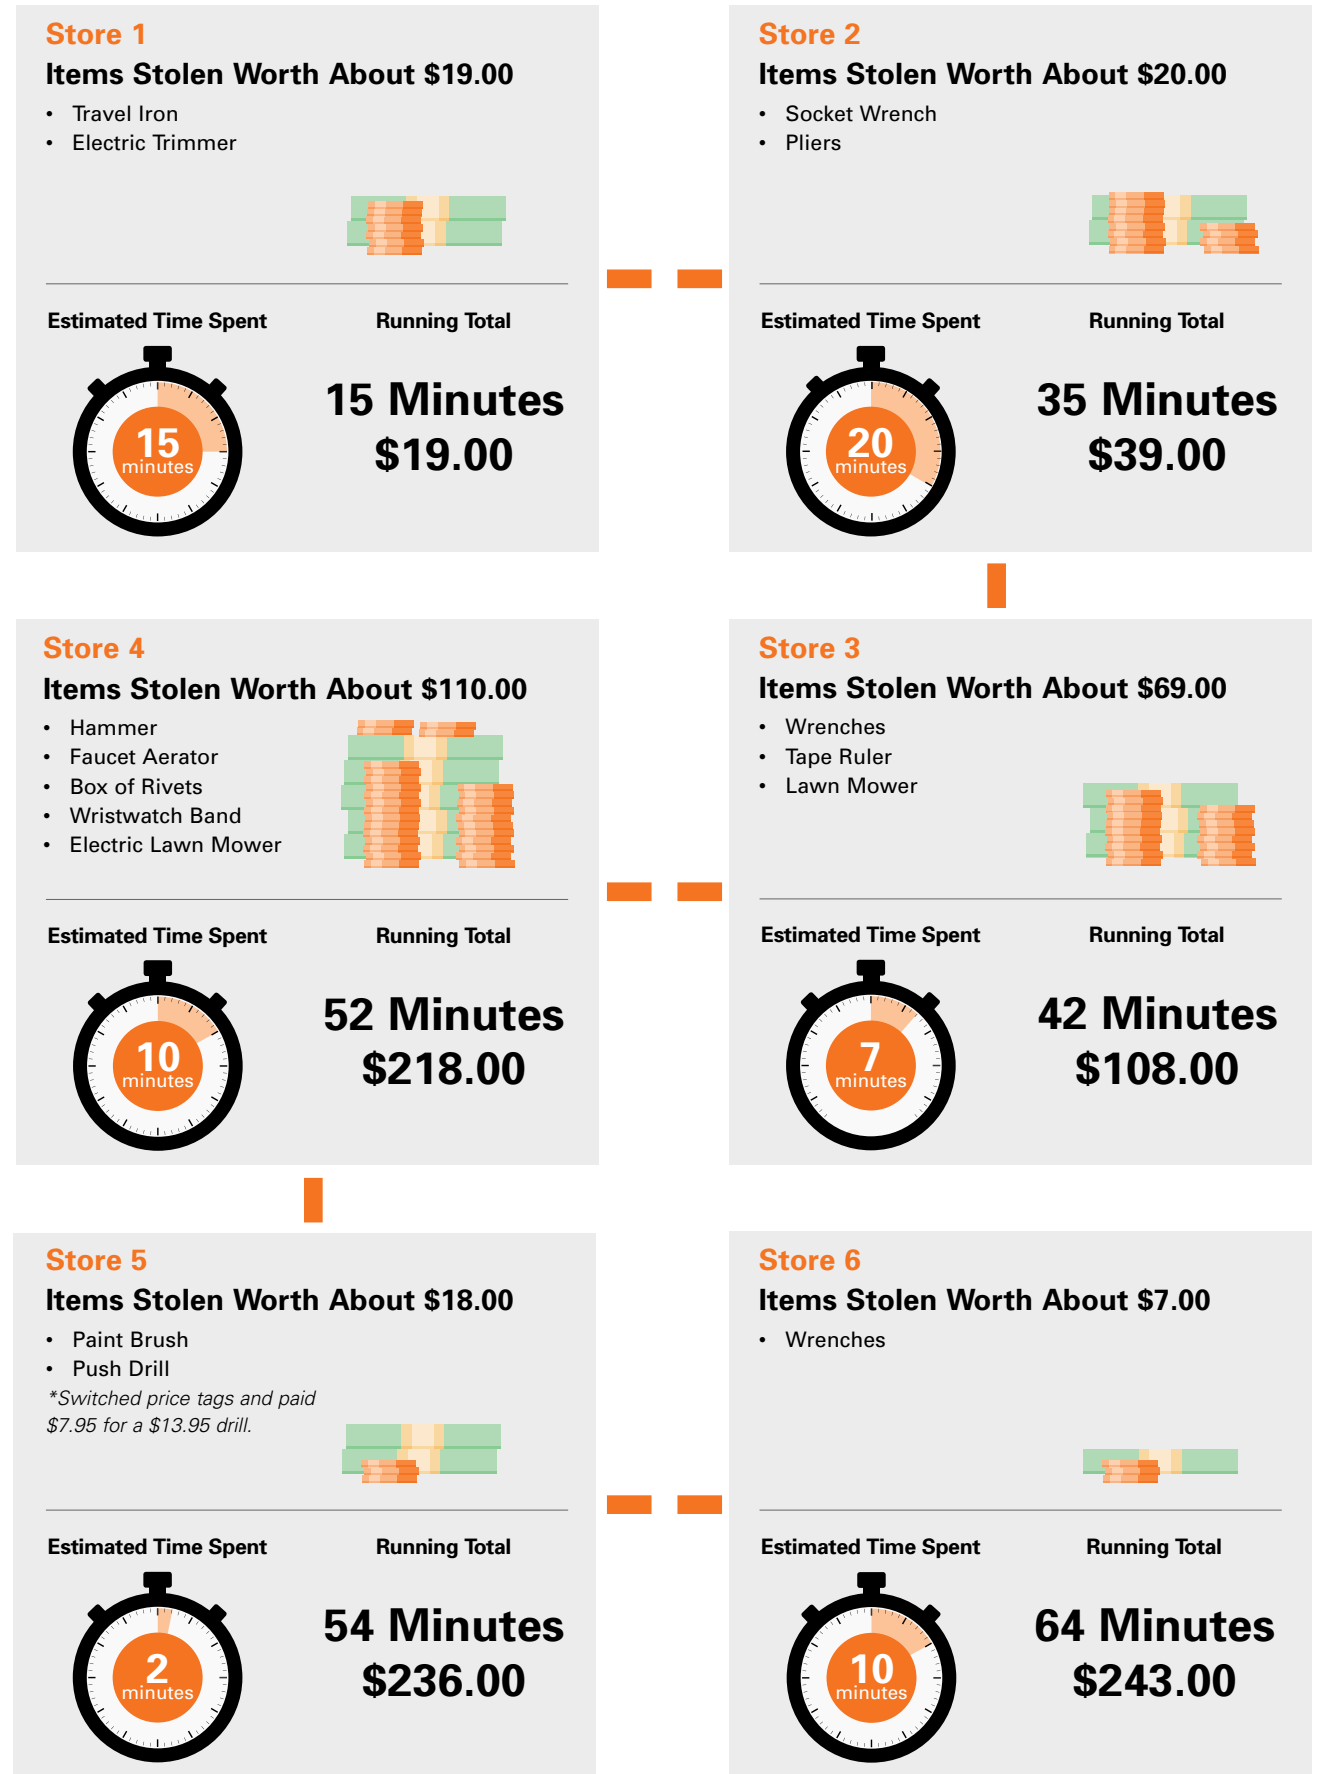 Store 1
Items Stolen Worth About $19.00
• Travel Iron
• Electric Trimmer
Estimated Time Spent
15
minutes
Running Total
15 Minutes
$19.00
Store 2
Items Stolen Worth About $20.00
• Socket Wrench
• Pliers
Estimated Time Spent
20
minutes
Running Total
35 Minutes
$39.00
Store 3
Items Stolen Worth About $69.00
• Wrenches
• Tape Ruler
• Lawn Mower
Estimated Time Spent
7
minutes
Running Total
42 Minutes
$108.00
Store 4
Items Stolen Worth About $110.00
• Hammer
• Faucet Aerator
• Box of Rivets
• Wristwatch Band
• Electric Lawn Mower
Estimated Time Spent
10
minutes
Running Total
52 Minutes
$218.00
Store 5
Items Stolen Worth About $18.00
• Paint Brush
• Push Drill
*Switched price tags and paid
$7.95 for a $13.95 drill.
Estimated Time Spent
2
minutes
Running Total
54 Minutes
$236.00
Store 6
Items Stolen Worth About $7.00
• Wrenches
Estimated Time Spent
10
minutes
Running Total
64 Minutes
$243.00